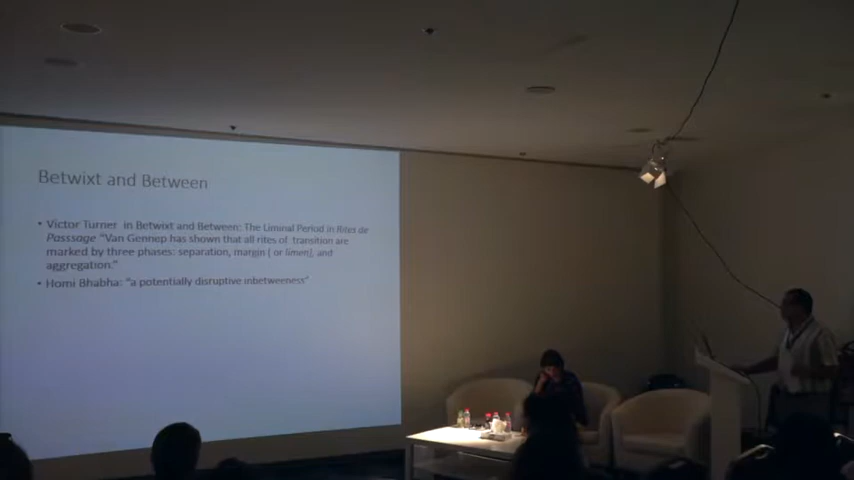 Betwixt and Between
• Victor Turner in Betwixt and Between: The Liminal Period in Rites de
Passsage “Van Gennep has shown that all rites of transition are
marked by three phases: separation, margin ( or limen), and
aggregation.”
• Homi Bhabha: “a potentially disruptive inbetweeness”